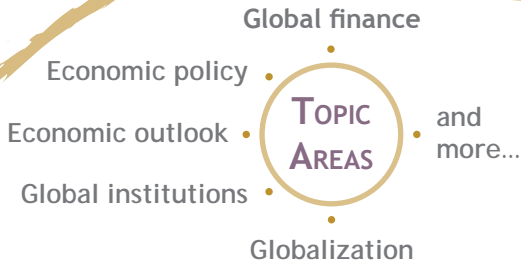 Global finance
Economic policy
Economic outlook
Global institutions
TOPIC
AREAS
and
more...
Globalization